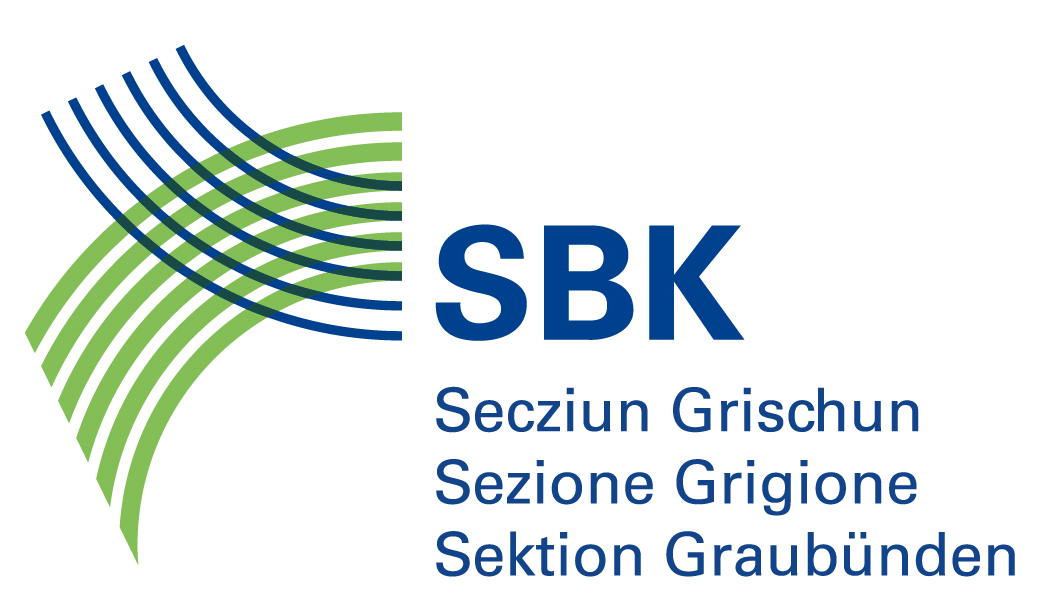 SBK
Secziun Grischun
Sezione Grigione
Sektion Graubünden